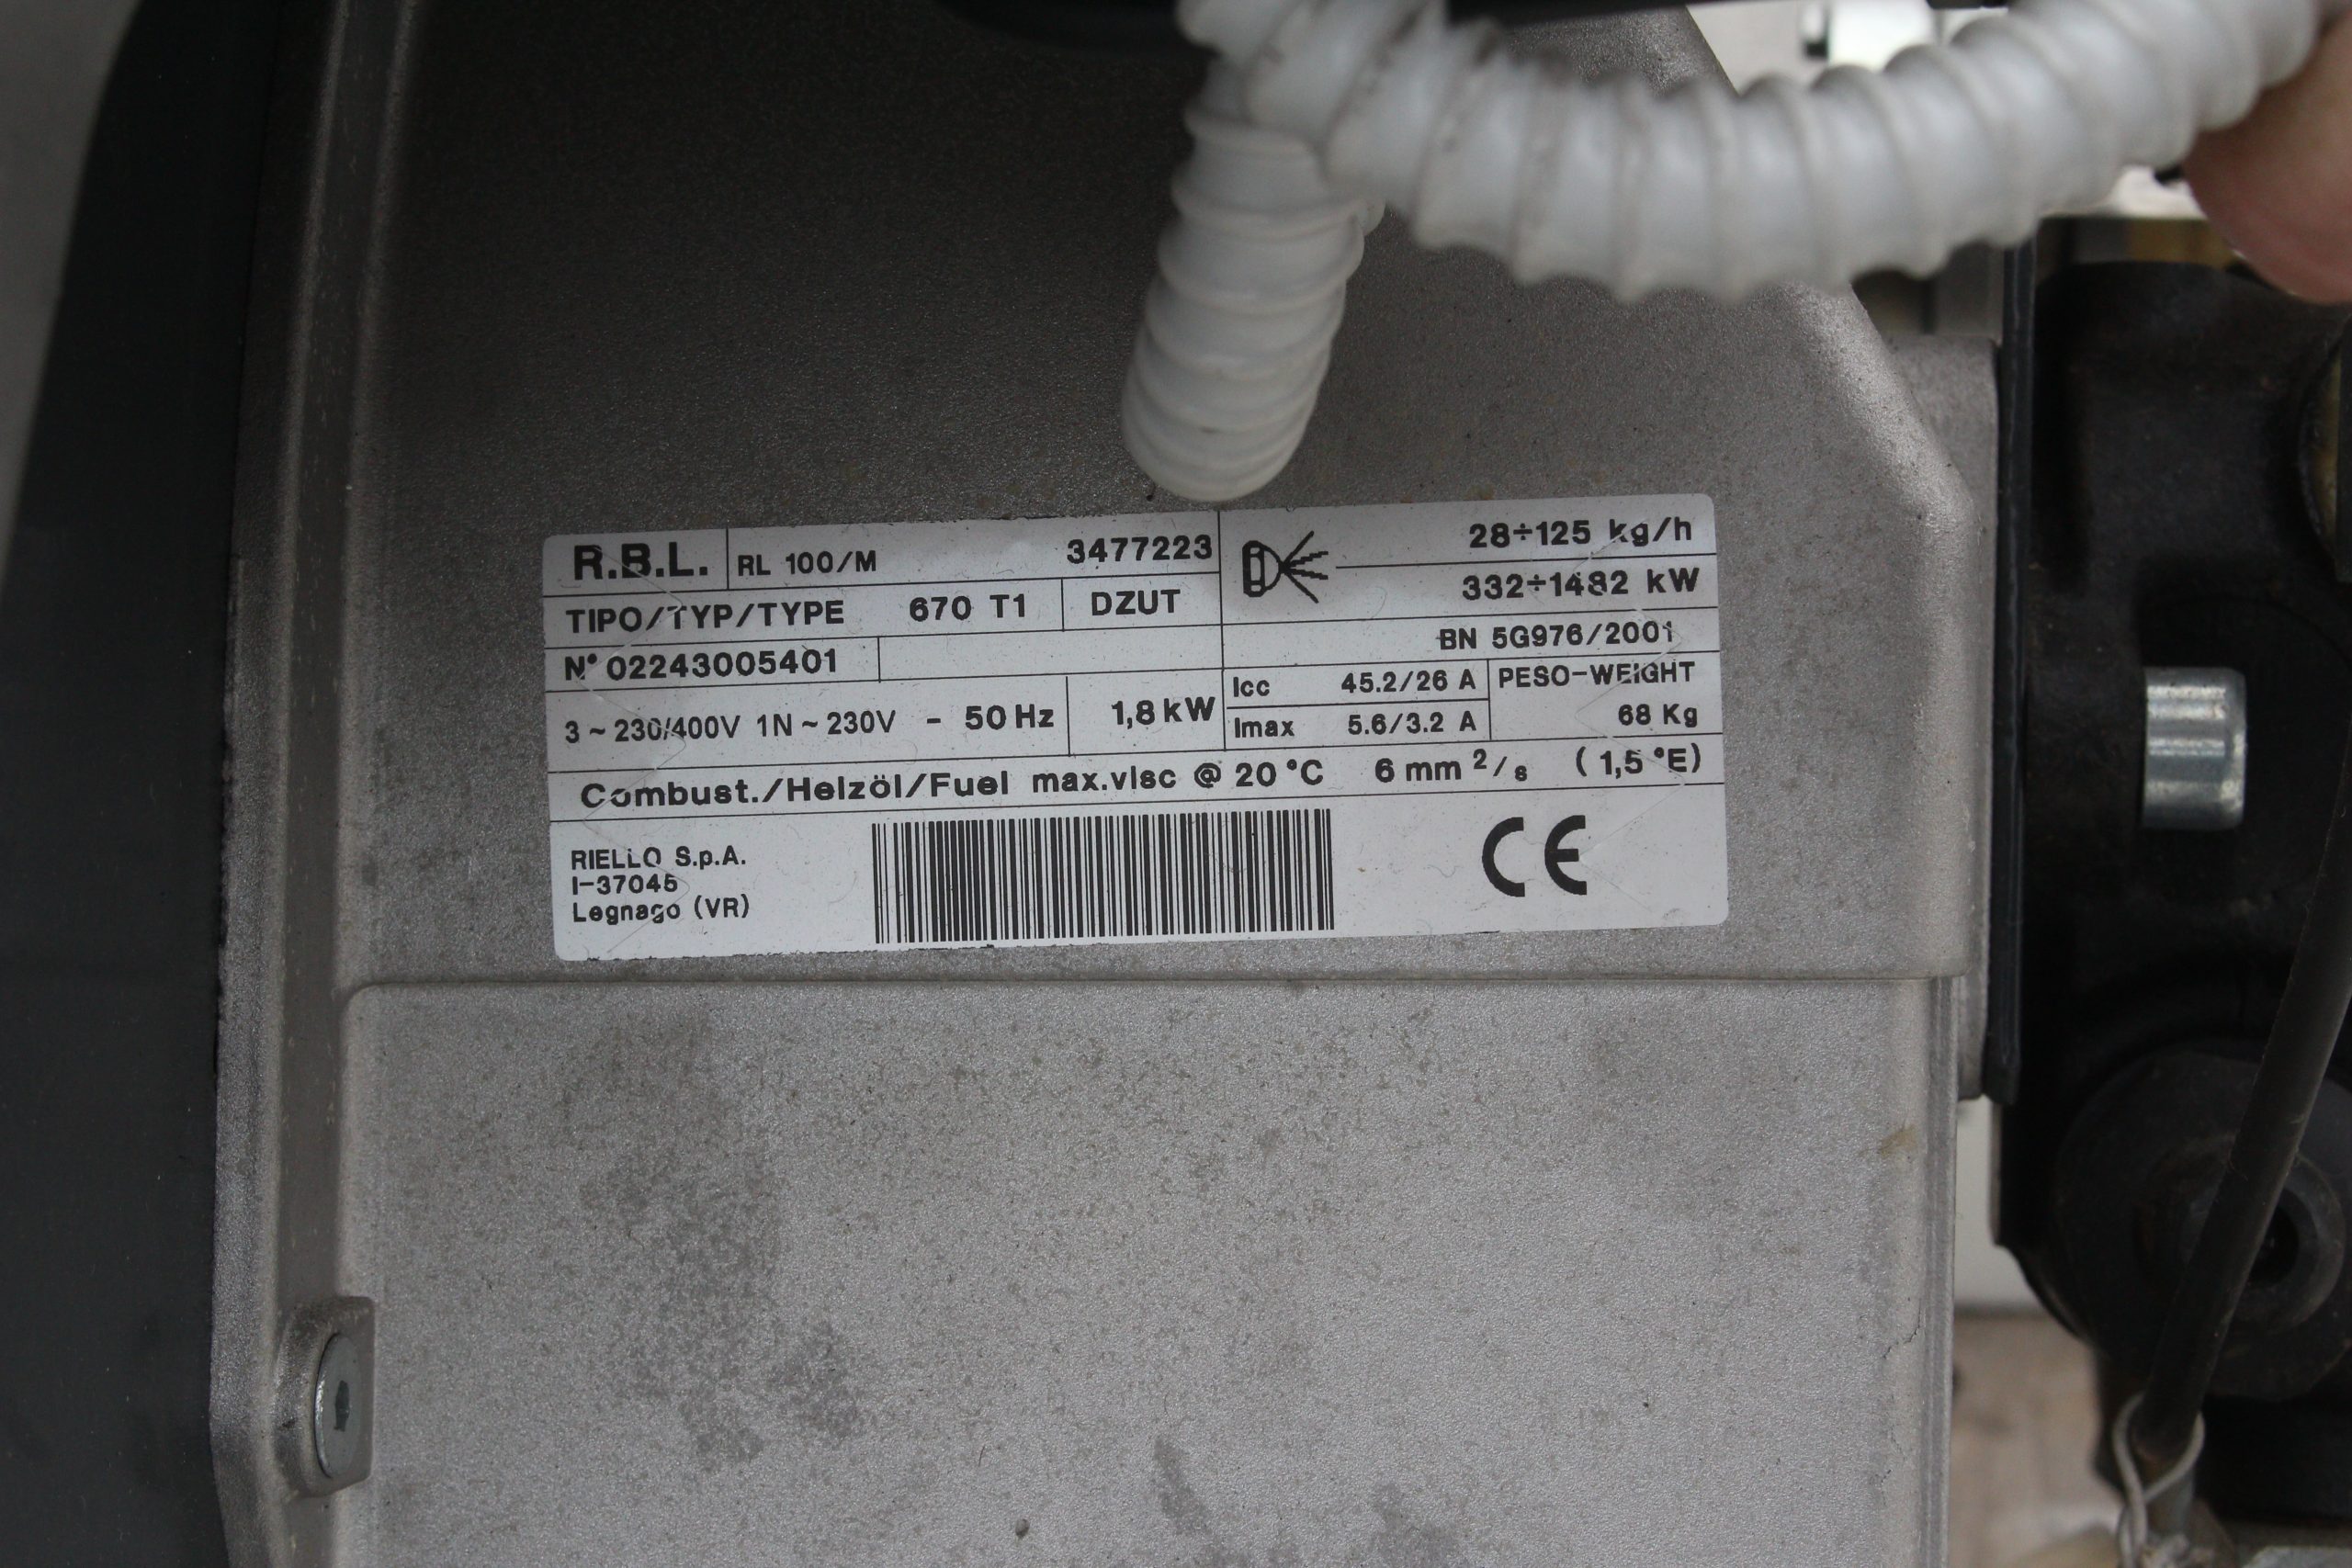 R.B.L. RL 100/M 3477223
28÷125 kg/h
332÷1482 kW
TIPO/TYP/TYPE 670 T1 DZUT
BN 5G976/2001
N° 02243005401
3 ~ 230/400V 1N ~ 230V - 50 Hz 1,8 kW
Icc 45.2/26 A
Imax 5.6/3.2 A
PESO-WEIGHT
68 Kg
Combust./Heizöl/Fuel max.visc @ 20 °C 6 mm ²/s ( 1,5 °E)
RIELLO S.p.A.
I-37045
Legnago (VR)
CE